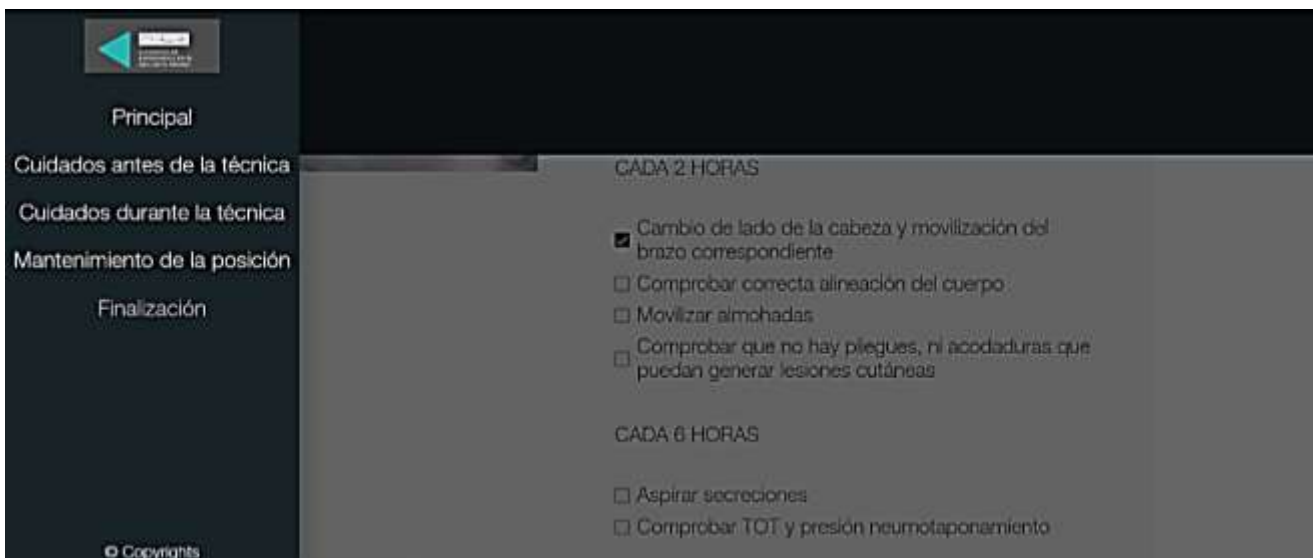 Principal
Cuidados antes de la técnica
Cuidados durante la técnica
Mantenimiento de la posición
Finalización
© Copyrights
CADA 2 HORAS
Cambio de lado de la cabeza y movilización del
brazo correspondiente
Comprobar correcta alineación del cuerpo
Movilizar almohadas
Comprobar que no hay pliegues, ni acodaduras que
puedan generar lesiones cutáneas
CADA 6 HORAS
Aspirar secreciones
Comprobar TOT y presión neumotaponamiento